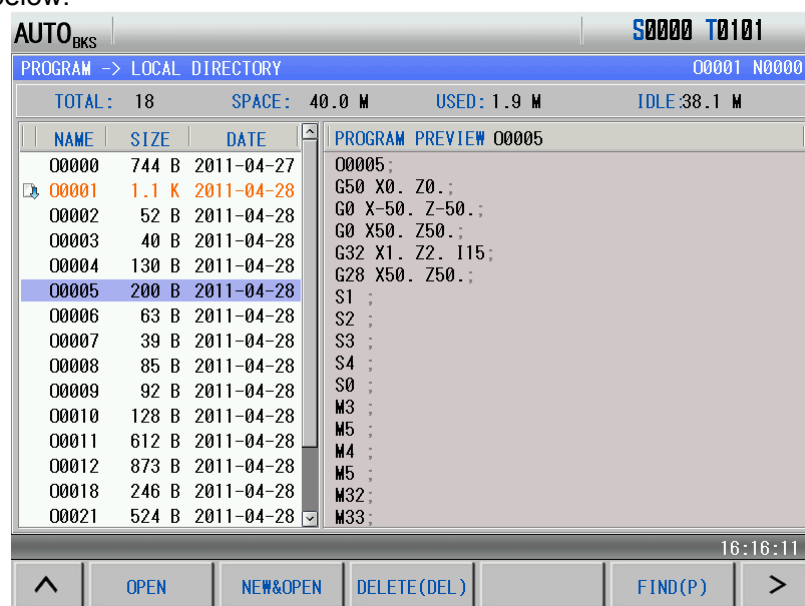 below:
AUTO BKS S0000 T0101
PROGRAM -> LOCAL DIRECTORY O0001 N0000
TOTAL: 18 SPACE: 40.0 M USED: 1.9 M IDLE:38.1 M
NAME SIZE DATE PROGRAM PREVIEW O0005
O0000 744 B 2011-04-27
O0001 1.1 K 2011-04-28
O0002 52 B 2011-04-28
O0003 40 B 2011-04-28
O0004 130 B 2011-04-28
O0005 200 B 2011-04-28
O0006 63 B 2011-04-28
O0007 39 B 2011-04-28
O0008 85 B 2011-04-28
O0009 92 B 2011-04-28
O0010 128 B 2011-04-28
O0011 612 B 2011-04-28
O0012 873 B 2011-04-28
O0018 246 B 2011-04-28
O0021 524 B 2011-04-28
O0005;
G50 X0. Z0.;
G0 X-50. Z-50.;
G0 X50. Z50.;
G32 X1. Z2. I15;
G28 X50. Z50.;
S1 ;
S2 ;
S3 ;
S4 ;
S0 ;
M3 ;
M5 ;
M4 ;
M5 ;
M32;
M33;
16:16:11
OPEN NEW&OPEN DELETE(DEL) FIND(P) >